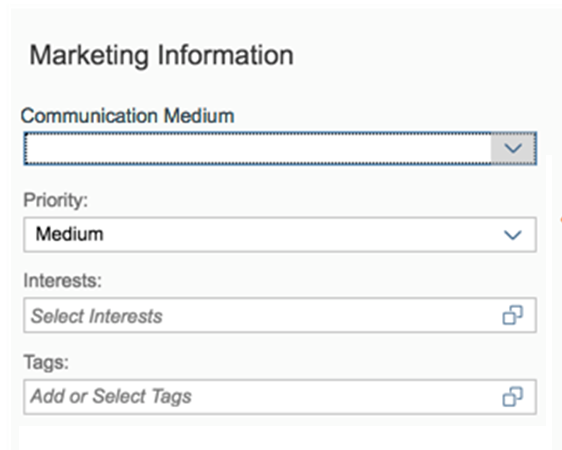 Marketing Information
Communication Medium
Priority:
Medium
Interests:
Select Interests
Tags:
Add or Select Tags